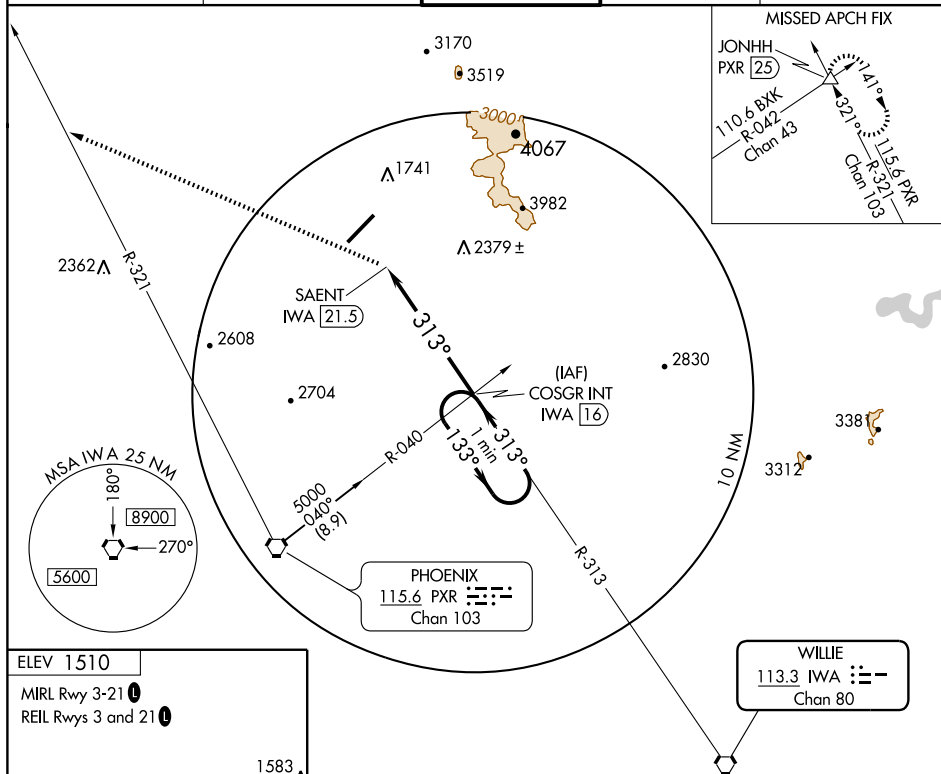 3170
3519
3000
4067
1741
3982
2379 ±
2362
R-321
SAENT
IWA 21.5
313°
2608
2704
(IAF)
COSGR INT
IWA 16
2830
338
3312
10 NM
R-040
5000
040°
(8.9)
1 min
133°
313°
R-313
MISSED APCH FIX
JONHH
PXR 25
110.6 BXK
R-042
Chan 43
141°
321°
115.6 PXR
R-321
Chan 103
MSA IWA 25 NM
180°
8900
270°
5600
PHOENIX
115.6 PXR
Chan 103
WILLIE
113.3 IWA
Chan 80
ELEV 1510
MIRL Rwy 3-21 L
REIL Rwys 3 and 21 L
1583